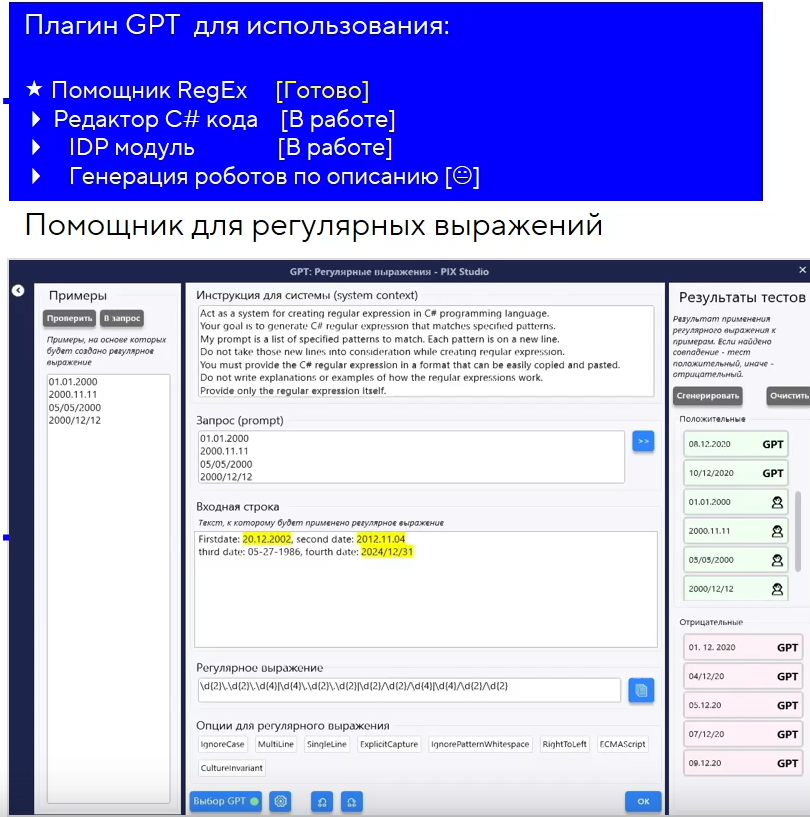 Плагин GPT для использования:
★ Помощник RegEx [Готово]
Редактор C# кода [В работе]
IDP модуль [В работе]
Генерация роботов по описанию [😐]
Помощник для регулярных выражений
GPT: Регулярные выражения - PIX Studio
Примеры
Проверить В запрос
Примеры, на основе которых
будет создано регулярное
выражение
01.01.2000
2000.11.11
05/05/2000
2000/12/12
Инструкция для системы (system context)
Act as a system for creating regular expression in C# programming language.
Your goal is to generate C# regular expression that matches specified patterns.
My prompt is a list of specified patterns to match. Each pattern is on a new line.
Do not take those new lines into consideration while creating regular expression.
You must provide the C# regular expression in a format that can be easily copied and pasted.
Do not write explanations or examples of how the regular expressions work.
Provide only the regular expression itself.
Запрос (prompt)
01.01.2000
2000.11.11
05/05/2000
2000/12/12
>>
Входная строка
Текст, к которому будет применено регулярное выражение
Firstdate: 20.12.2002, second date: 2012.11.04
third date: 05-27-1986, fourth date: 2024/12/31
Регулярное выражение
\d{2}\.\d{2}\.\d{4}|\d{4}\.\d{2}\.\d{2}|\d{2}/\d{2}/\d{4}|\d{4}/\d{2}/\d{2}
Опции для регулярного выражения
IgnoreCase MultiLine SingleLine ExplicitCapture IgnorePatternWhitespace RightToLeft ECMAScript
CultureInvariant
Выбор GPT
OK
Результаты тестов
Результат применения
регулярного выражения к
примерам. Если найдено
совпадение - тест
положительный, иначе -
отрицательный.
Сгенерировать Очистить
Положительные
08.12.2020 GPT
10/12/2020 GPT
01.01.2000
2000.11.11
05/05/2000
2000/12/12
Отрицательные
01. 12. 2020 GPT
04/12/20 GPT
05.12.20 GPT
07/12/20 GPT
09.12.20 GPT